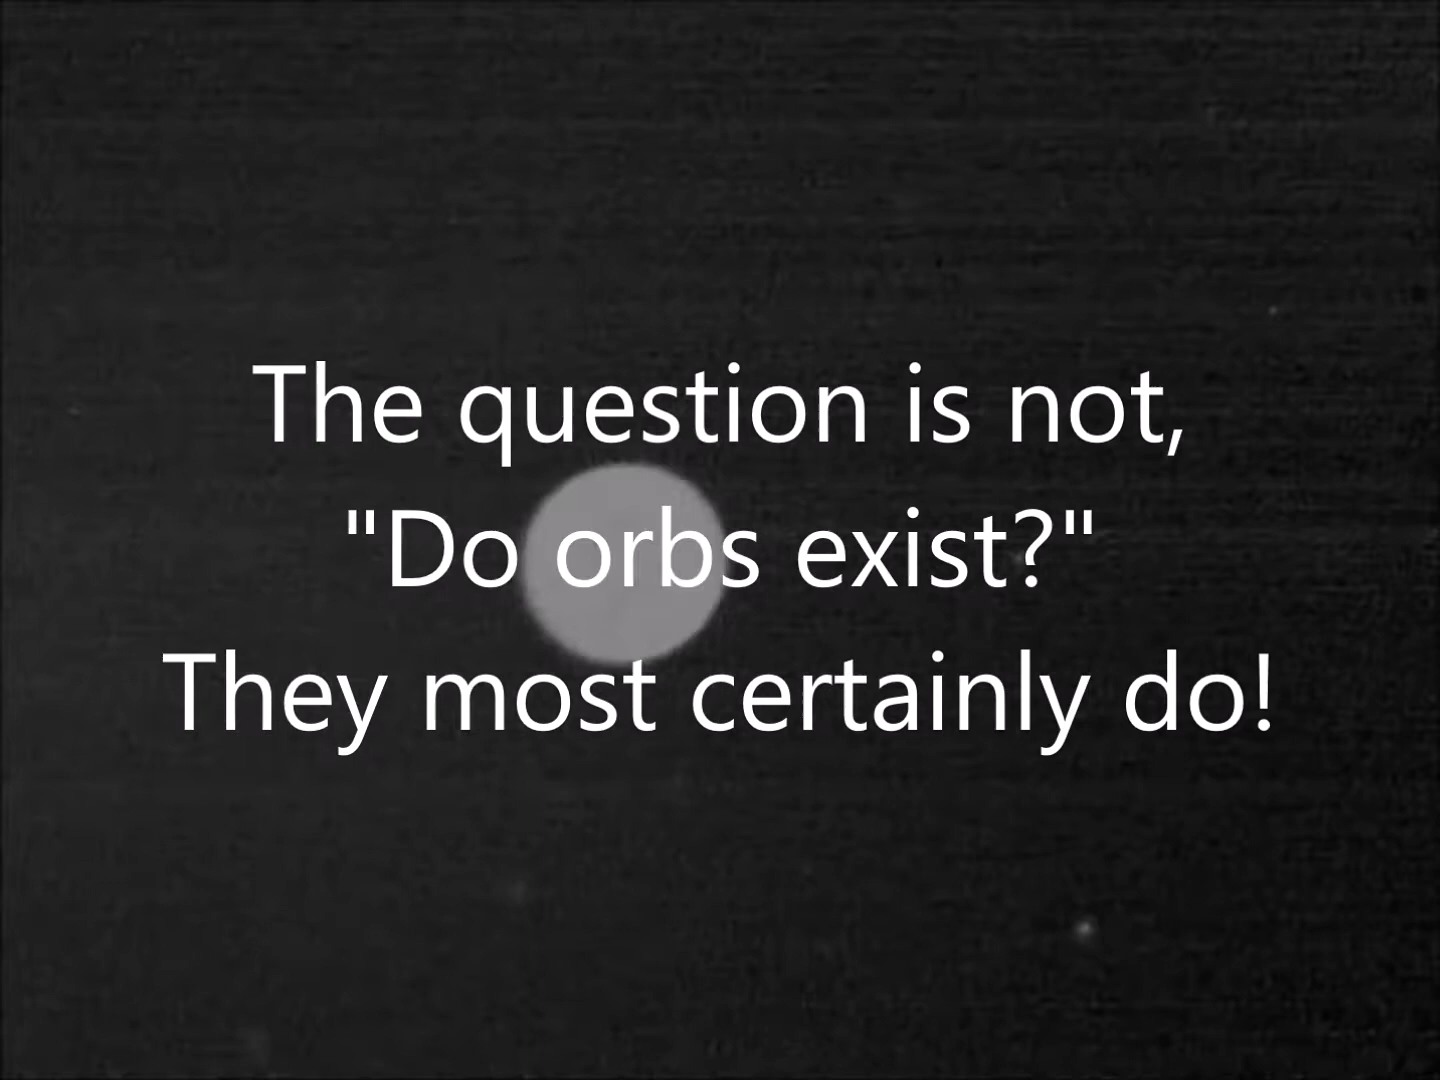 The question is not,
"Do orbs exist?"
They most certainly do!